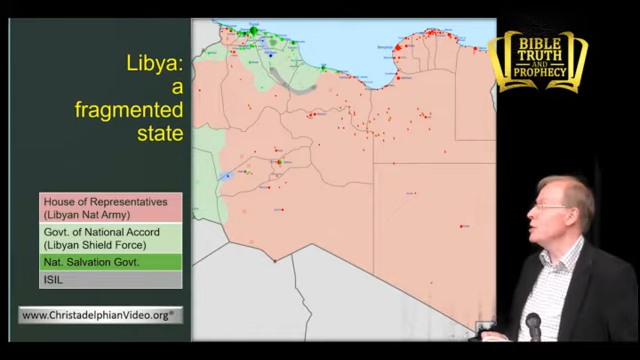 Libya:
a
fragmented
state
BIBLE
TRUTH
AND
PROPHECY
House of Representatives
(Libyan Nat Army)
Govt. of National Accord
(Libyan Shield Force)
Nat. Salvation Govt.
ISIL
www.ChristadelphianVideo.org®